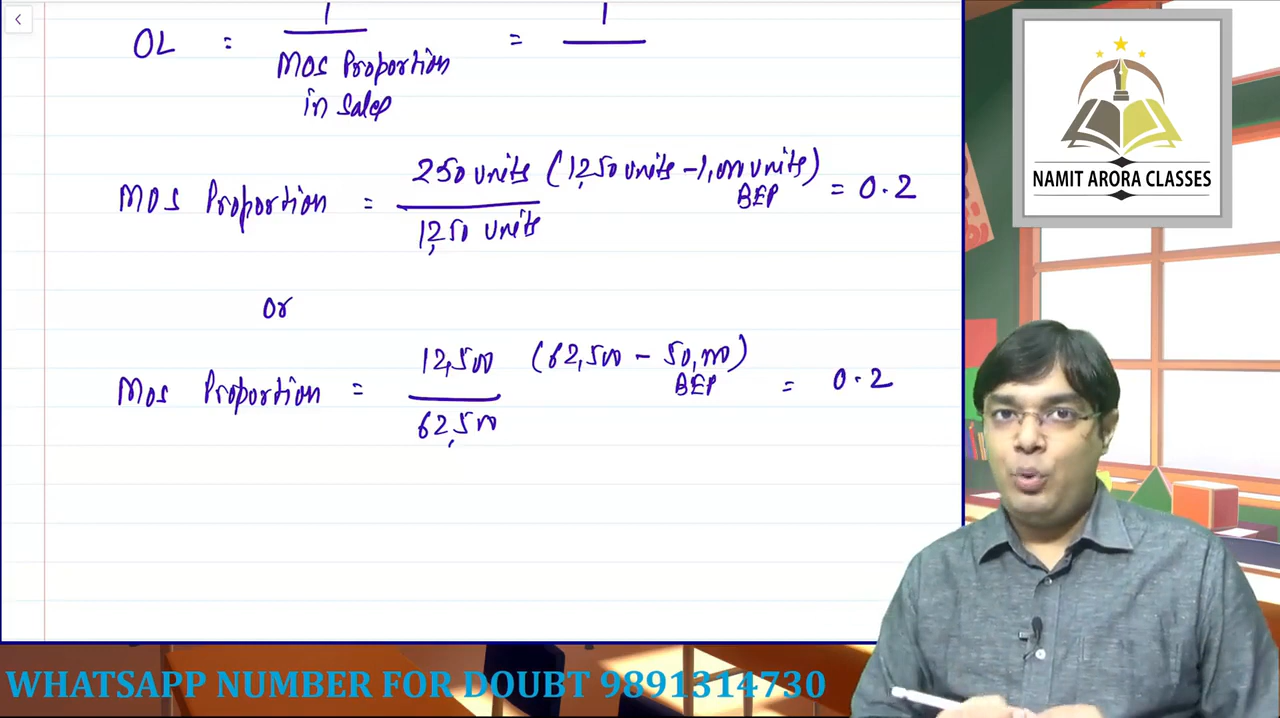 OL = 1 / MOS Proportion in sales = 1
MOS Proportion = 250 units (1,250 units - 1,000 units) BEP / 1,250 units = 0.2
or
MOS Proportion = 12,500 (62,500 - 50,000) BEP / 62,500 = 0.2
NAMIT ARORA CLASSES
WHATSAPP NUMBER FOR DOUBT 9891314730